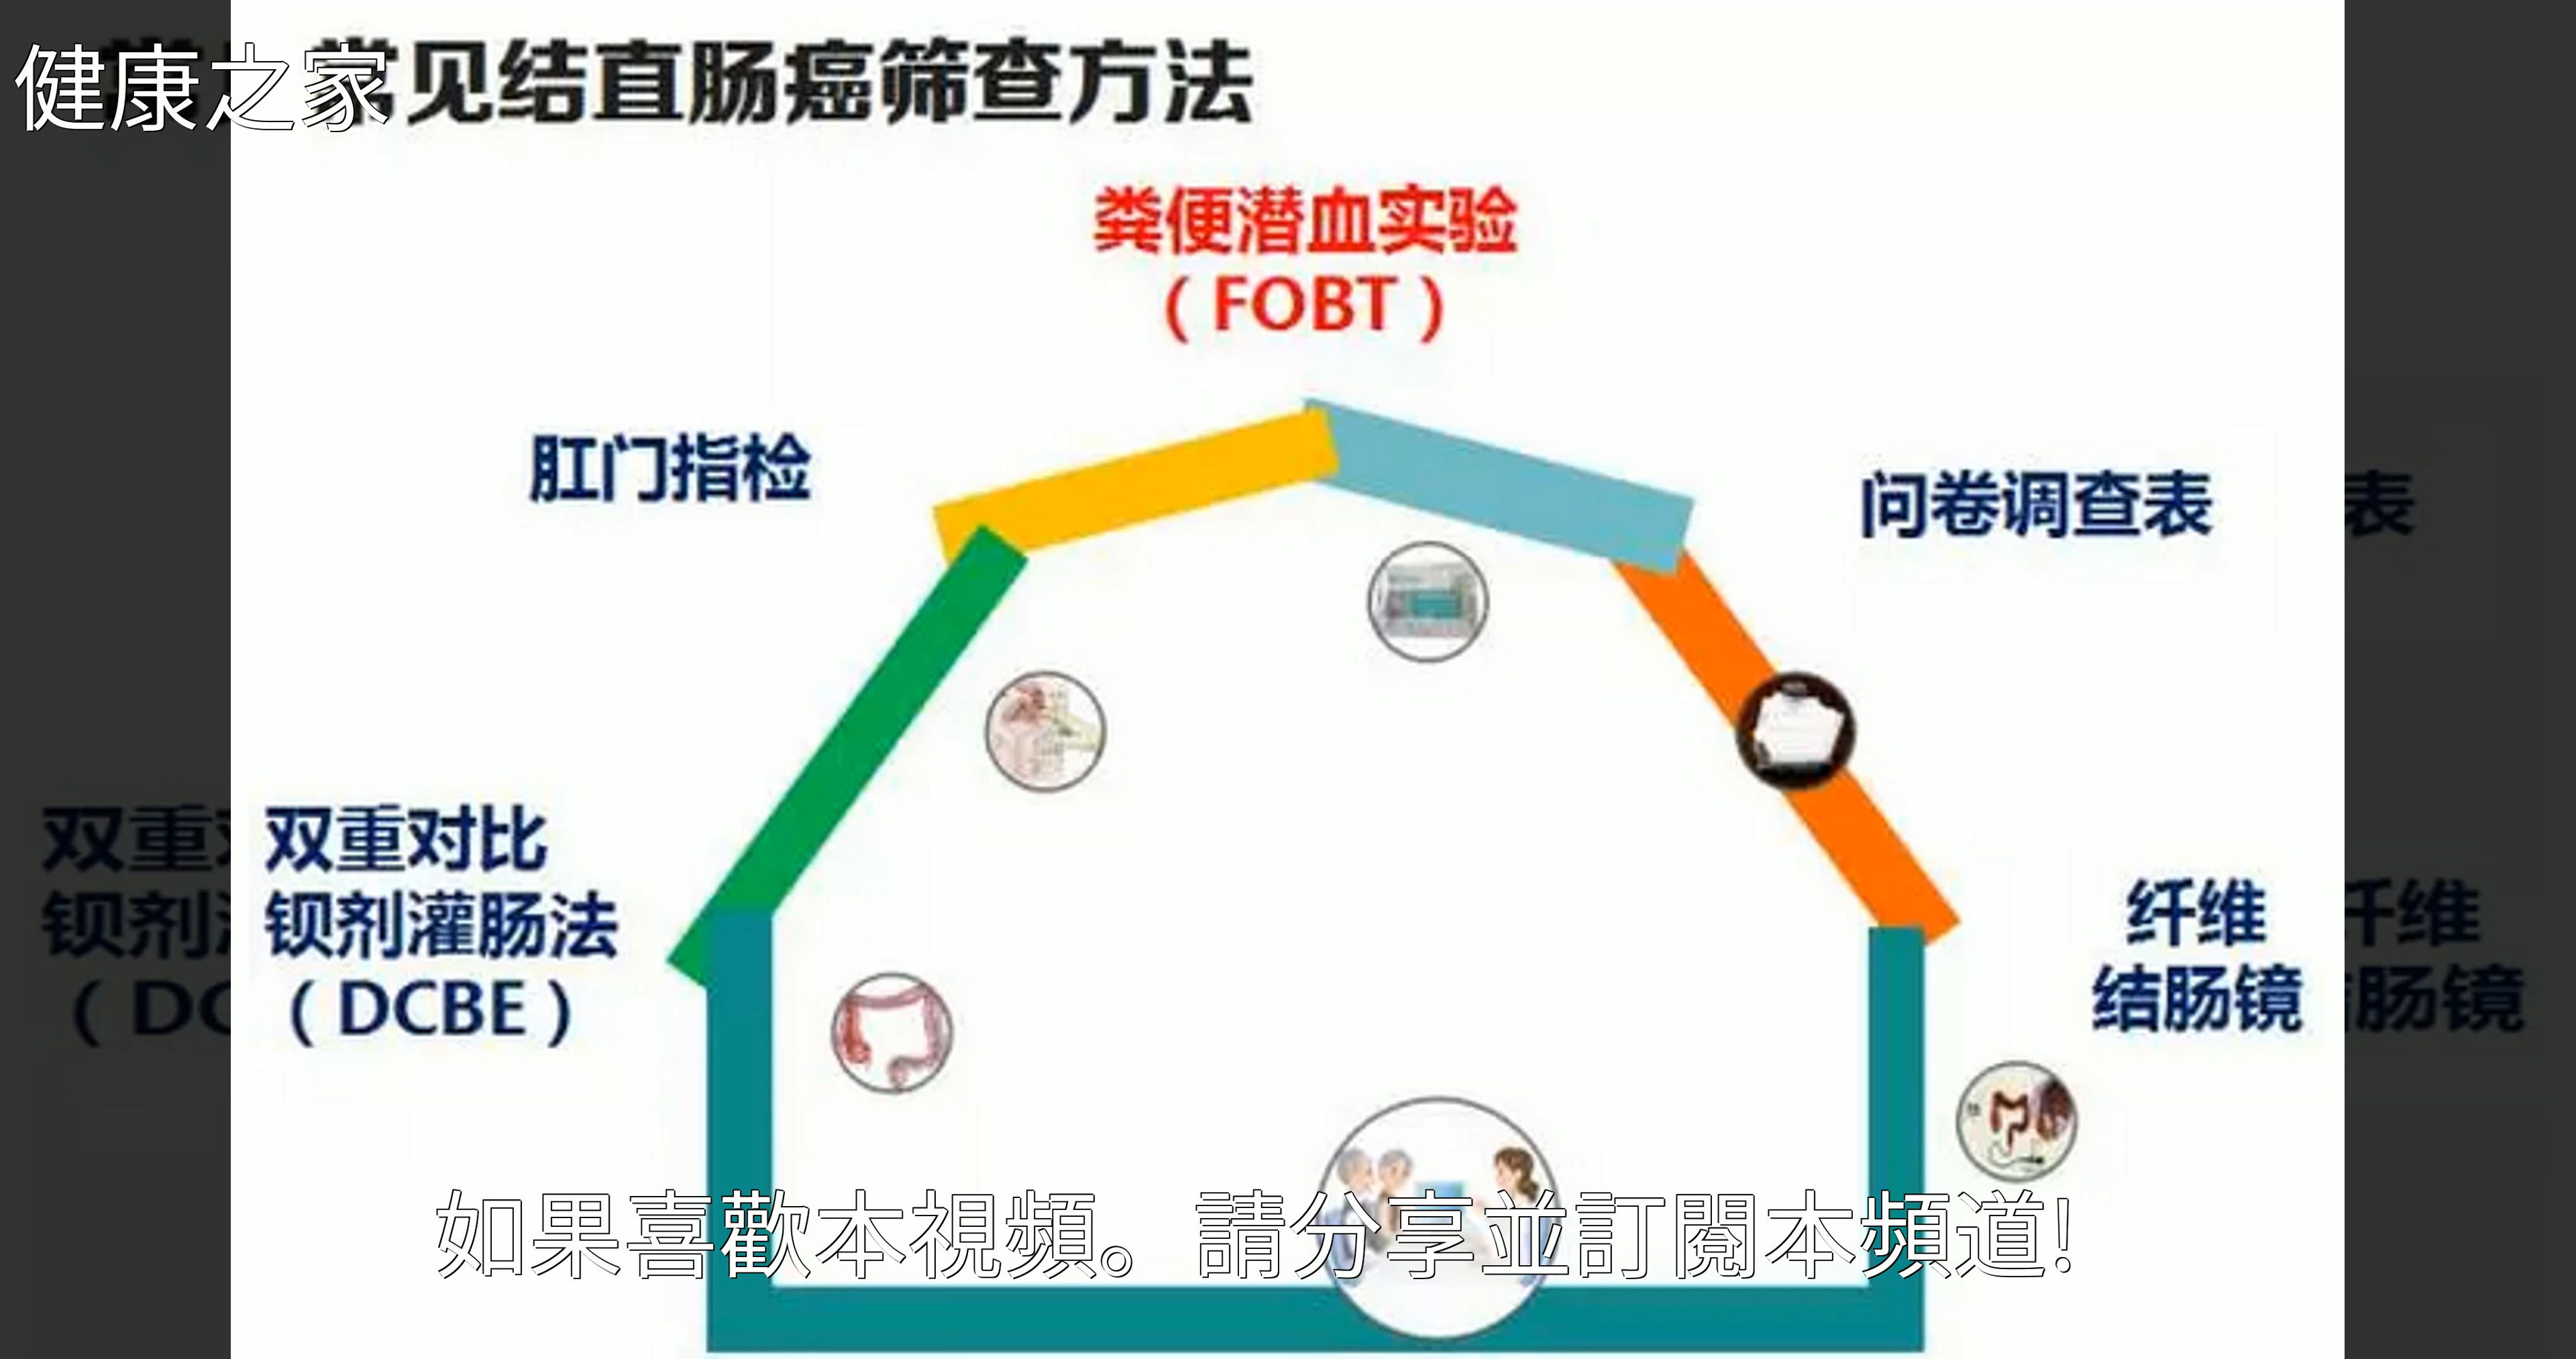 健康之家
常见结直肠癌筛查方法
粪便潜血实验
（FOBT）
肛门指检
问卷调查表
表
双重对比
钡剂灌肠法
（DCBE）
双重
钡剂
（DC
纤维
结肠镜
纤维
肠镜
如果喜歡本視頻。請分享並訂閱本頻道!